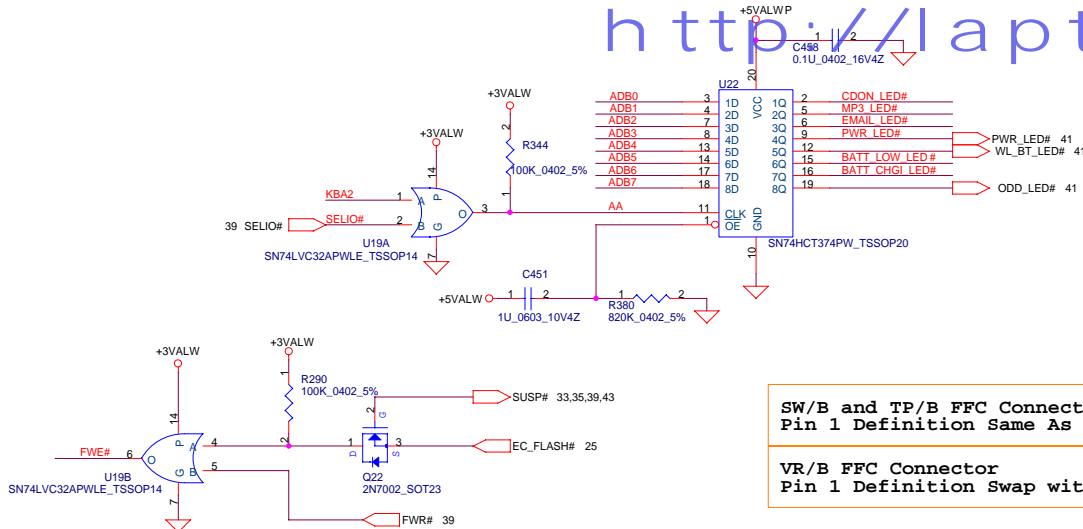 http://lapt
+5VALWP
1 C458 2
0.1U_0402_16V4Z
U22
20
VCC
ADB0 3 1D 1Q 2 CDON_LED#
ADB1 4 2D 2Q 5 MP3_LED#
ADB2 7 3D 3Q 6 EMAIL_LED#
ADB3 8 4D 4Q 9 PWR_LED# PWR_LED# 41
ADB4 13 5D 5Q 12 WL_BT_LED# 41
ADB5 14 6D 6Q 15 BATT_LOW_LED#
ADB6 17 7D 7Q 16 BATT_CHGI_LED#
ADB7 18 8D 8Q 19 ODD_LED# 41
AA 11 CLK
1 OE GND
10
SN74HCT374PW_TSSOP20
+3VALW
2
R344
100K_0402_5%
1
+3VALW
14
P
KBA2 1 A
O 3
39 SELIO# SELIO# 2 B
G
7
U19A
SN74LVC32APWLE_TSSOP14
C451
+5VALW 1 2
1U_0603_10V4Z
1 2
R380
820K_0402_5%
+3VALW
14
P
A 4
FWE# 6 O
B 5
G
7
U19B
SN74LVC32APWLE_TSSOP14
+3VALW
1
R290
100K_0402_5%
2
SUSP# 33,35,39,43
2 G
1 D
3 S
EC_FLASH# 25
Q22
2N7002_SOT23
FWR# 39
SW/B and TP/B FFC Connect
Pin 1 Definition Same As
VR/B FFC Connector
Pin 1 Definition Swap wit